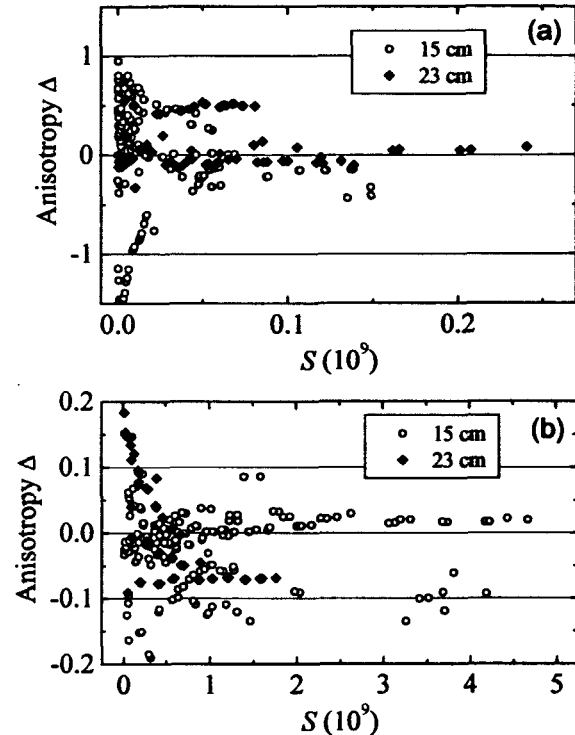 (a)
15 cm
23 cm
1
0
-1
Anisotropy Δ
0.0 0.1 0.2
S (10⁹)
(b)
15 cm
23 cm
0.2
0.1
0.0
-0.1
-0.2
Anisotropy Δ
0 1 2 3 4 5
S (10⁹)